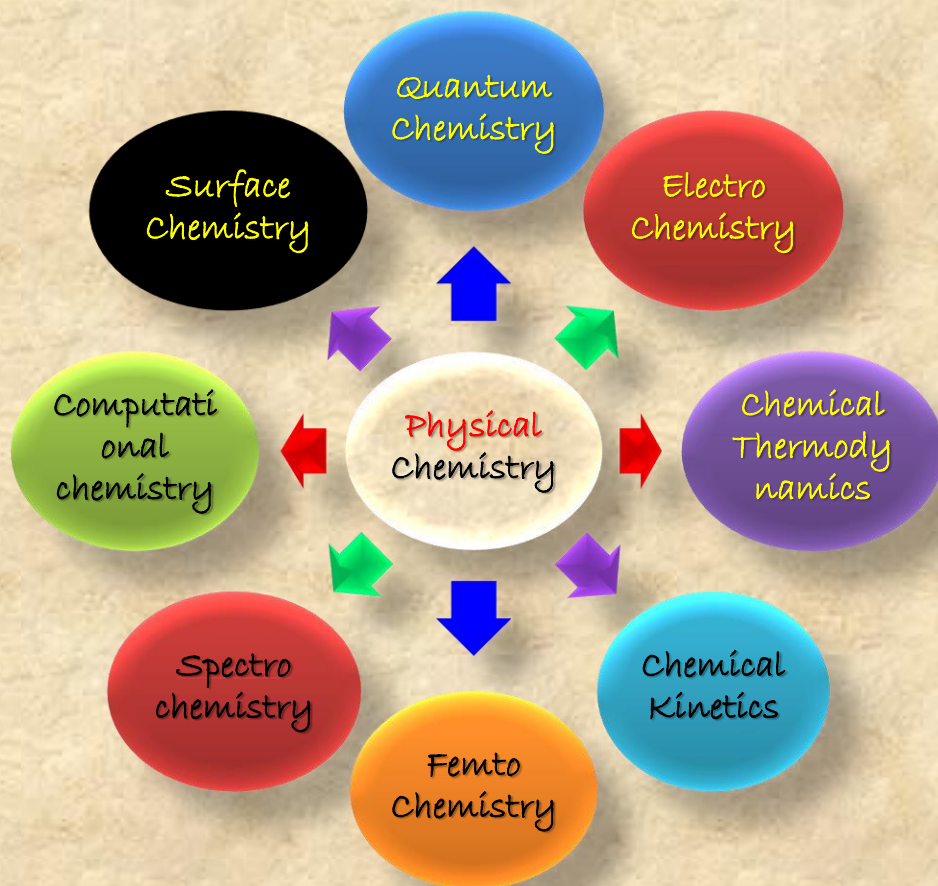 Quantum
Chemistry
Surface
Chemistry
Electro
Chemistry
Computati
onal
chemistry
Physical
Chemistry
Chemical
Thermody
namics
Spectro
chemistry
Chemical
Kinetics
Femto
Chemistry